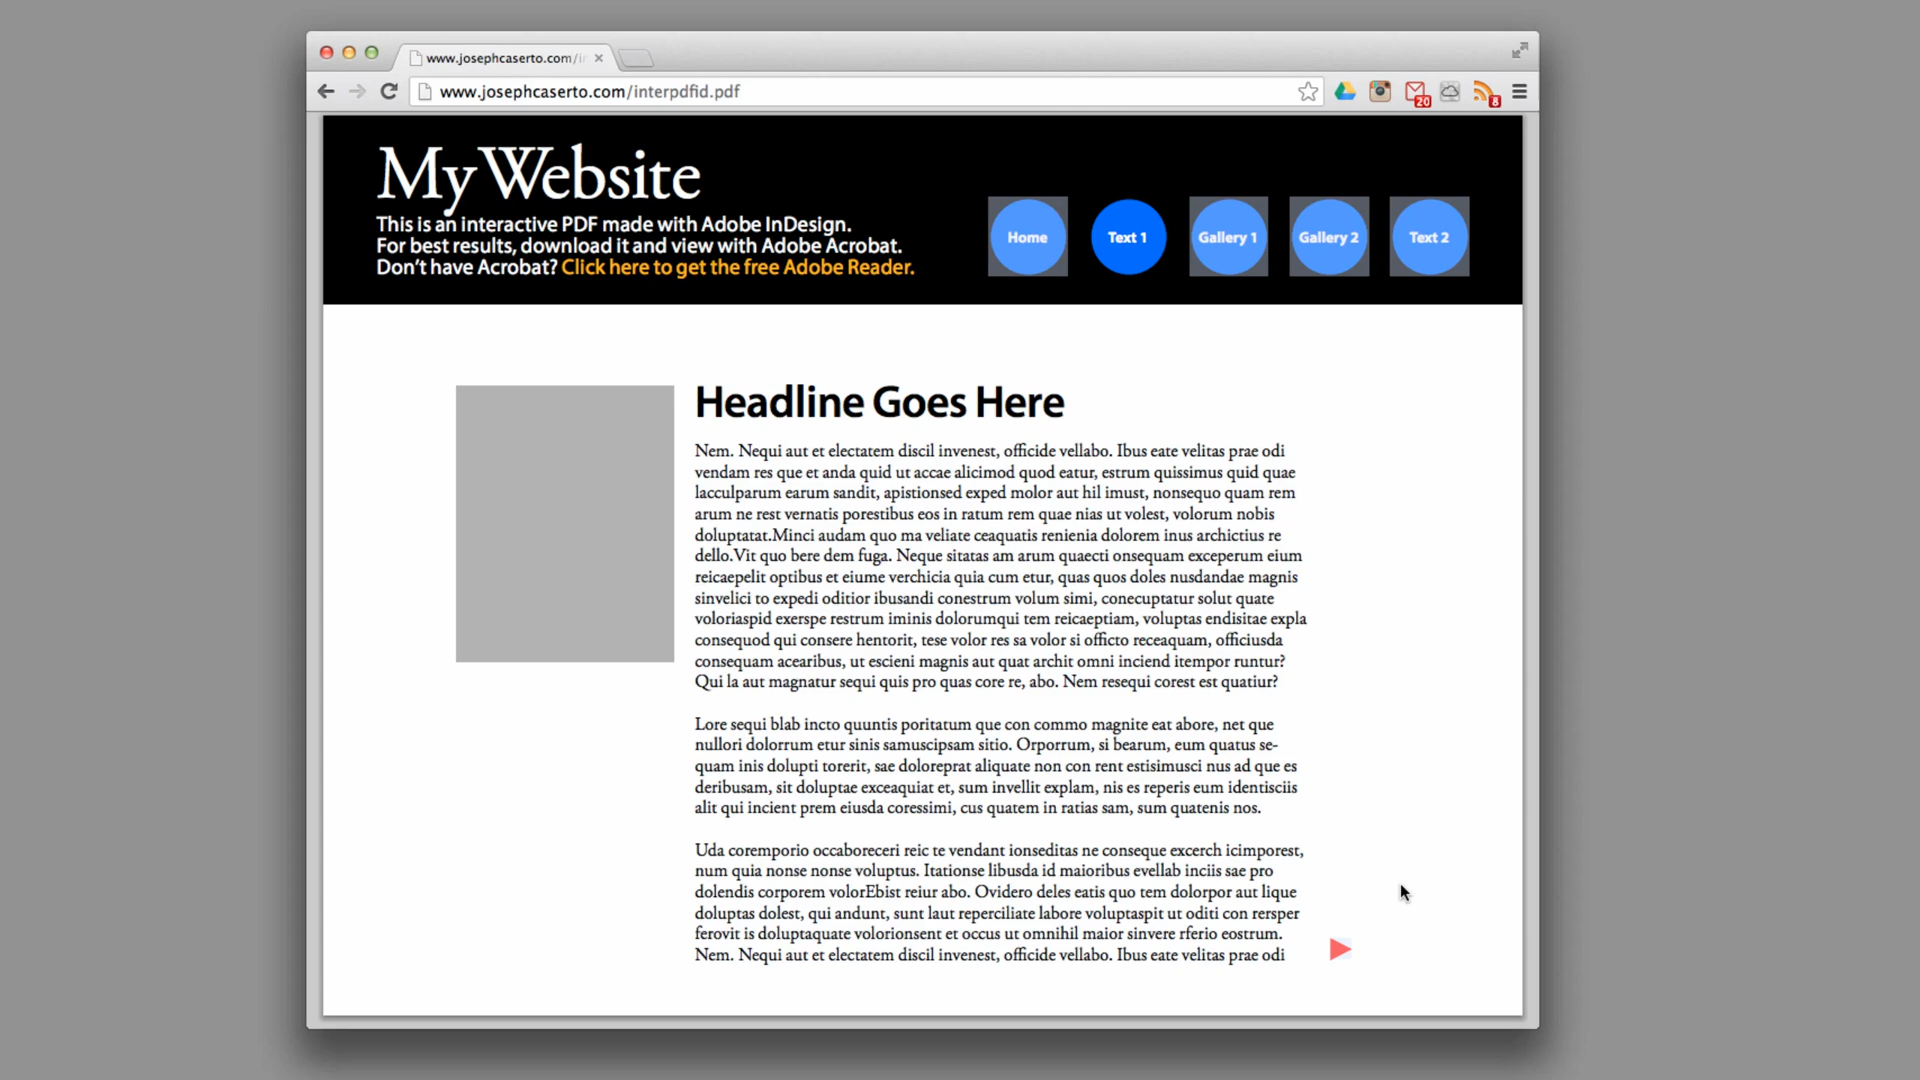 www.josephcaserto.com/i
www.josephcaserto.com/interpdfid.pdf
20
8
My Website
This is an interactive PDF made with Adobe InDesign.
For best results, download it and view with Adobe Acrobat.
Don't have Acrobat? Click here to get the free Adobe Reader.
Home
Text 1
Gallery 1
Gallery 2
Text 2
Headline Goes Here
Nem. Nequi aut et electatem discil invenest, officide vellabo. Ibus eate velitas prae odi
vendam res que et anda quid ut accae alicimod quod eatur, estrum quissimus quid quae
lacculparum earum sandit, apistionsed exped molor aut hil imust, nonsequo quam rem
arum ne rest vernatis porestibus eos in ratum rem quae nias ut volest, volorum nobis
doluptatat.Minci audam quo ma veliate ceaquatis renienia dolorem inus archictius re
dello.Vit quo bere dem fuga. Neque sitatas am arum quaecti onsequam exceperum eium
reicaepelit optibus et eiume verchicia quia cum etur, quas quos doles nusdandae magnis
sinvelici to expedi oditior ibusandi conestrum volum simi, conecuptatur solut quate
voloriaspid exerspe restrum iminis dolorumqui tem reicaeptiam, voluptas endisitae expla
consequod qui consere hentorit, tese volor res sa volor si officto receaquam, officiusda
consequam acearibus, ut escieni magnis aut quat archit omni inciend itempor runtur?
Qui la aut magnatur sequi quis pro quas core re, abo. Nem resequi corest est quatiur?
Lore sequi blab incto quuntis poritatum que con commo magnite eat abore, net que
nullori dolorrum etur sinis samuscipsam sitio. Orporrum, si bearum, eum quatus se-
quam inis dolupti torerit, sae doloreprat aliquate non con rent estisimusci nus ad que es
deribusam, sit doluptae exceaquiat et, sum invellit explam, nis es reperis eum identisciis
alit qui incient prem eiusda coressimi, cus quatem in ratias sam, sum quatenis nos.
Uda coremporio occaboreceri reic te vendant ionseditas ne conseque excerch icimporest,
num quia nonse nonse voluptus. Itationse libusda id maioribus evellab inciis sae pro
dolendis corporem volorEbist reiur abo. Ovidero deles eatis quo tem dolorpor aut lique
doluptas dolest, qui andunt, sunt laut reperciliate labore voluptaspit ut oditi con rersper
ferovit is doluptaquate volorionsent et occus ut omnihil maior sinvere rferio eostrum.
Nem. Nequi aut et electatem discil invenest, officide vellabo. Ibus eate velitas prae odi